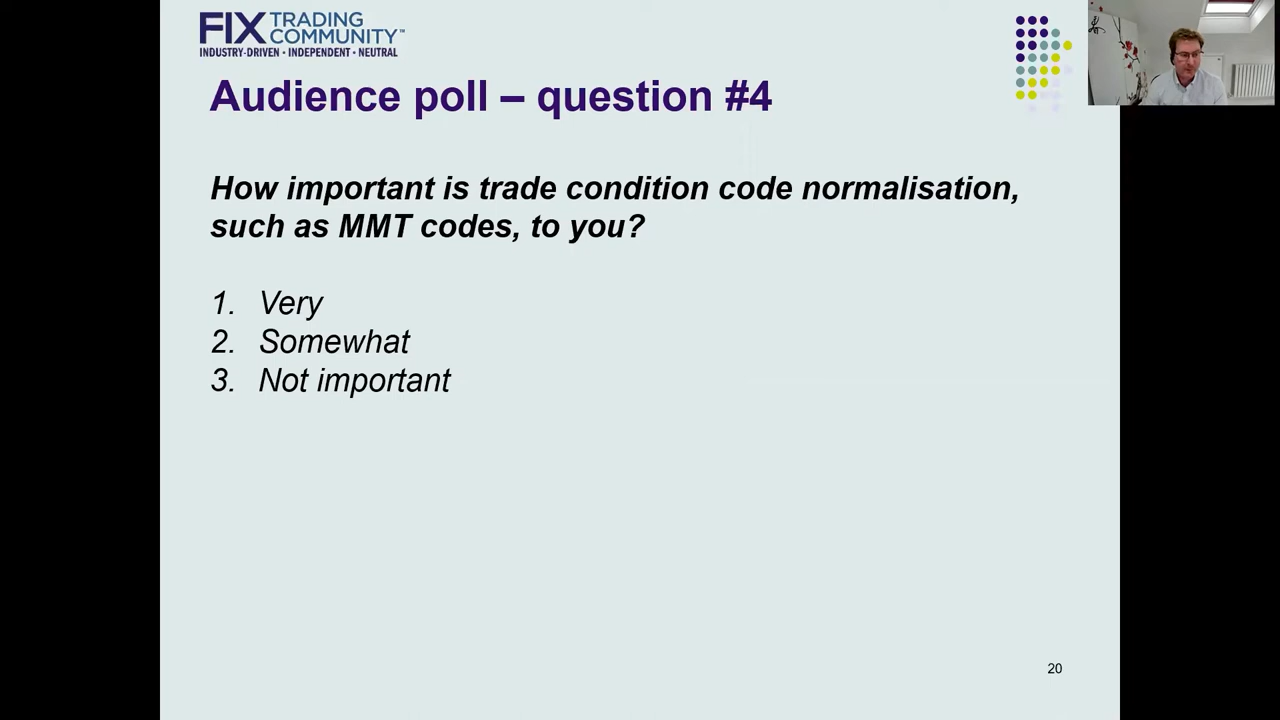 FIX TRADING COMMUNITY™
INDUSTRY-DRIVEN • INDEPENDENT • NEUTRAL
Audience poll – question #4
How important is trade condition code normalisation,
such as MMT codes, to you?
1. Very
2. Somewhat
3. Not important
20